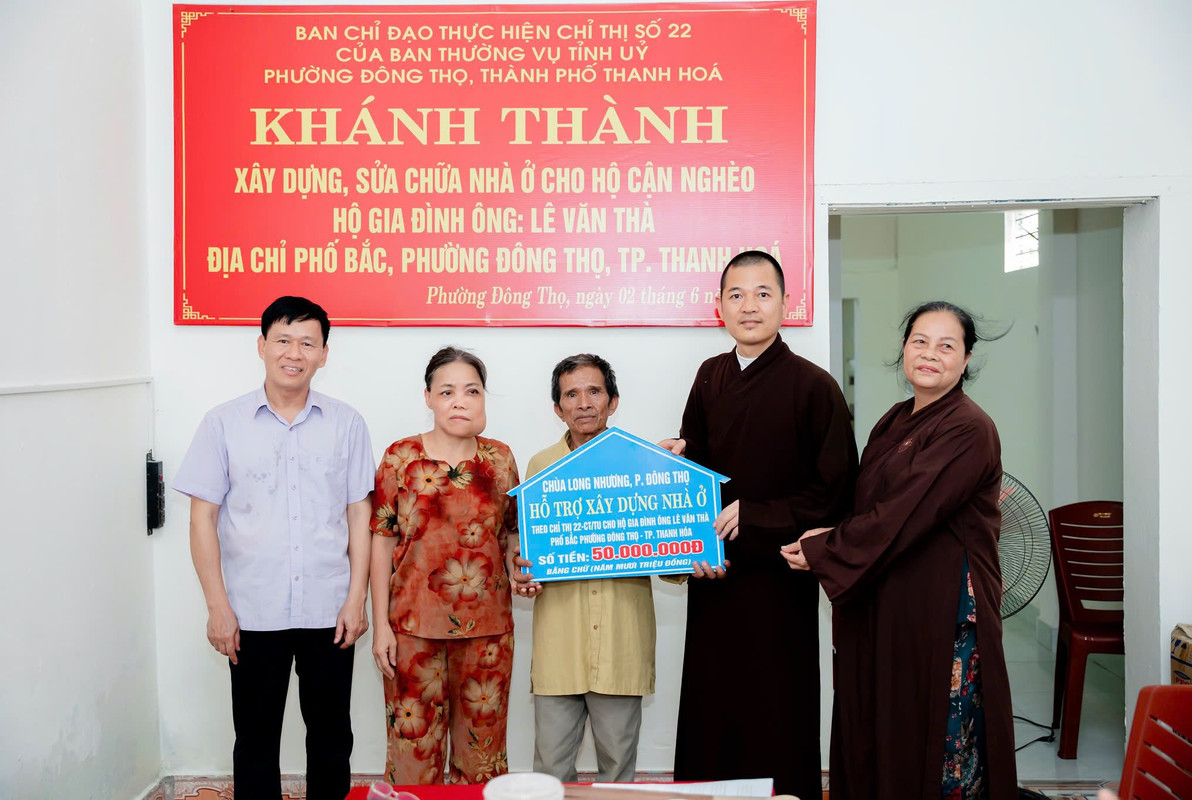 BAN CHỈ ĐẠO THỰC HIỆN CHỈ THỊ SỐ 22
CỦA BAN THƯỜNG VỤ TỈNH UỶ
PHƯỜNG ĐÔNG THỌ, THÀNH PHỐ THANH HOÁ
KHÁNH THÀNH
XÂY DỰNG, SỬA CHỮA NHÀ Ở CHO HỘ CẬN NGHÈO
HỘ GIA ĐÌNH ÔNG: LÊ VĂN THÀ
ĐỊA CHỈ PHỐ BẮC, PHƯỜNG ĐÔNG THỌ, TP. THANH HOÁ
Phường Đông Thọ, ngày 02 tháng 6
CHÙA LONG NHƯƠNG, P. ĐÔNG THỌ
HỖ TRỢ XÂY DỰNG NHÀ Ở
THEO CHỈ THỊ 22-CT/TU CHO HỘ GIA ĐÌNH ÔNG LÊ VĂN THÀ
PHỐ BẮC PHƯỜNG ĐÔNG THỌ - TP. THANH HÓA
SỐ TIỀN: 50.000.000Đ
BẰNG CHỮ (NĂM MƯƠI TRIỆU ĐỒNG)